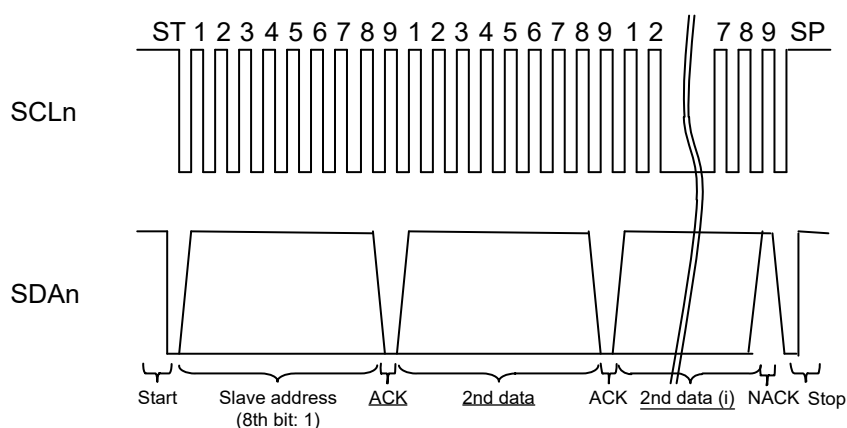 ST 1 2 3 4 5 6 7 8 9 1 2 3 4 5 6 7 8 9 1 2 7 8 9 SP
SCLn
SDAn
Start Slave address ACK 2nd data ACK 2nd data (i) NACK Stop
(8th bit: 1)